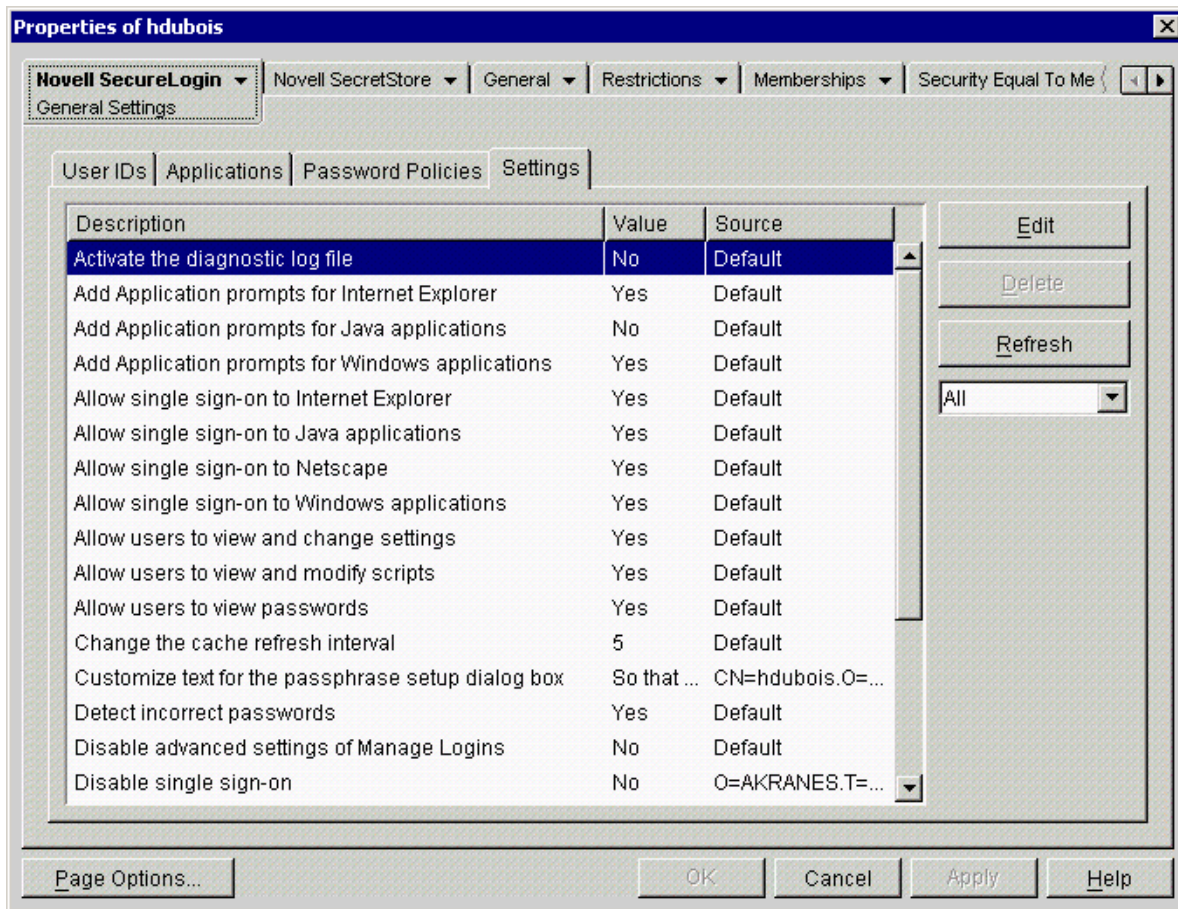 Properties of hdubois
Novell SecureLogin Novell SecretStore General Restrictions Memberships Security Equal To Me
General Settings
User IDs Applications Password Policies Settings
Description Value Source
Activate the diagnostic log file No Default
Add Application prompts for Internet Explorer Yes Default
Add Application prompts for Java applications No Default
Add Application prompts for Windows applications Yes Default
Allow single sign-on to Internet Explorer Yes Default
Allow single sign-on to Java applications Yes Default
Allow single sign-on to Netscape Yes Default
Allow single sign-on to Windows applications Yes Default
Allow users to view and change settings Yes Default
Allow users to view and modify scripts Yes Default
Allow users to view passwords Yes Default
Change the cache refresh interval 5 Default
Customize text for the passphrase setup dialog box So that ... CN=hdubois.O=...
Detect incorrect passwords Yes Default
Disable advanced settings of Manage Logins No Default
Disable single sign-on No O=AKRANES.T=...
Edit
Delete
Refresh
All
Page Options... OK Cancel Apply Help